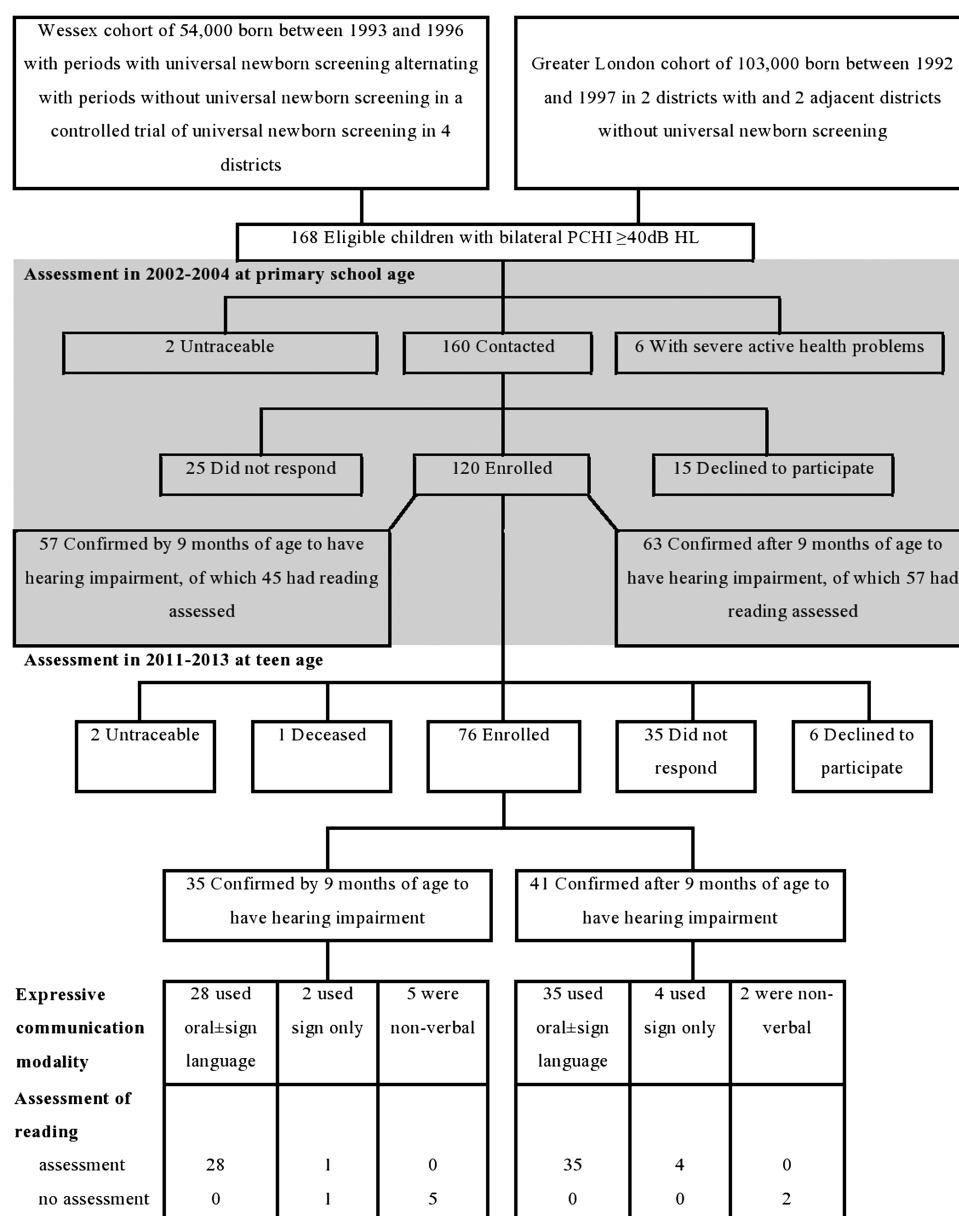 Wessex cohort of 54,000 born between 1993 and 1996
with periods with universal newborn screening alternating
with periods without universal newborn screening in a
controlled trial of universal newborn screening in 4
districts
Greater London cohort of 103,000 born between 1992
and 1997 in 2 districts with and 2 adjacent districts
without universal newborn screening
168 Eligible children with bilateral PCHI ≥40dB HL
Assessment in 2002-2004 at primary school age
2 Untraceable
160 Contacted
6 With severe active health problems
25 Did not respond
120 Enrolled
15 Declined to participate
57 Confirmed by 9 months of age to have
hearing impairment, of which 45 had reading
assessed
63 Confirmed after 9 months of age to
have hearing impairment, of which 57 had
reading assessed
Assessment in 2011-2013 at teen age
2 Untraceable
1 Deceased
76 Enrolled
35 Did not
respond
6 Declined to
participate
35 Confirmed by 9 months of age to
have hearing impairment
41 Confirmed after 9 months of age to
have hearing impairment
Expressive
communication
modality
28 used
oral±sign
language
2 used
sign only
5 were
non-verbal
35 used
oral±sign
language
4 used
sign only
2 were non-
verbal
Assessment of
reading
assessment 28 1 0 35 4 0
no assessment 0 1 5 0 0 2